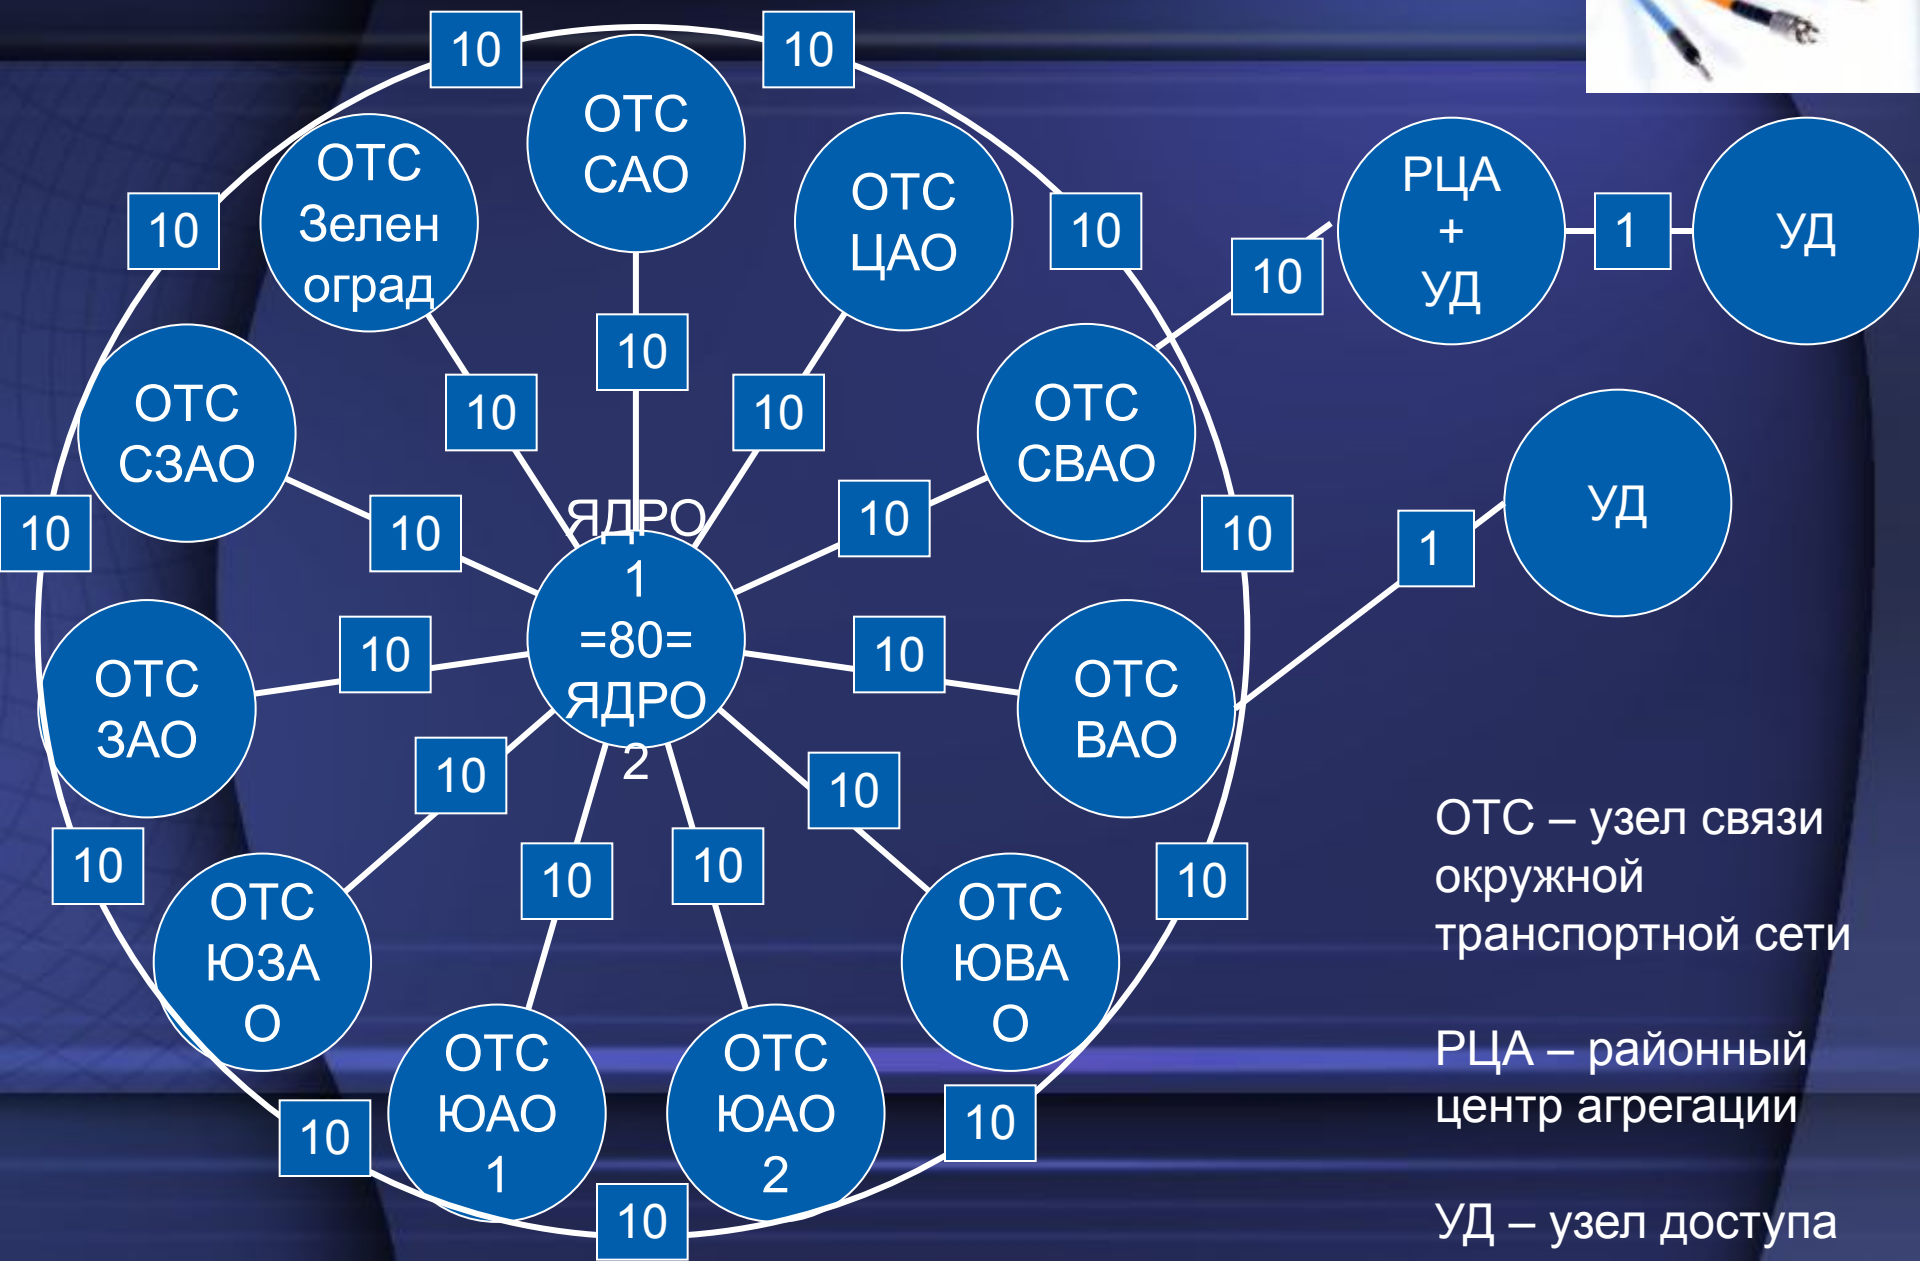 10
10
ОТС
САО
ОТС
Зелен
оград
ОТС
ЦАО
РЦА
+
УД
1
УД
10
10
10
10
10
10
ОТС
СЗАО
ОТС
СВАО
УД
10
10
10
10
1
ЯДРО
1
=80=
ЯДРО
2
10
10
ОТС
ЗАО
ОТС
ВАО
10
10
10
10
10
10
ОТС
ЮЗА
О
ОТС
ЮВА
О
ОТС
ЮАО
1
ОТС
ЮАО
2
10
10
10
ОТС – узел связи
окружной
транспортной сети
РЦА – районный
центр агрегации
УД – узел доступа